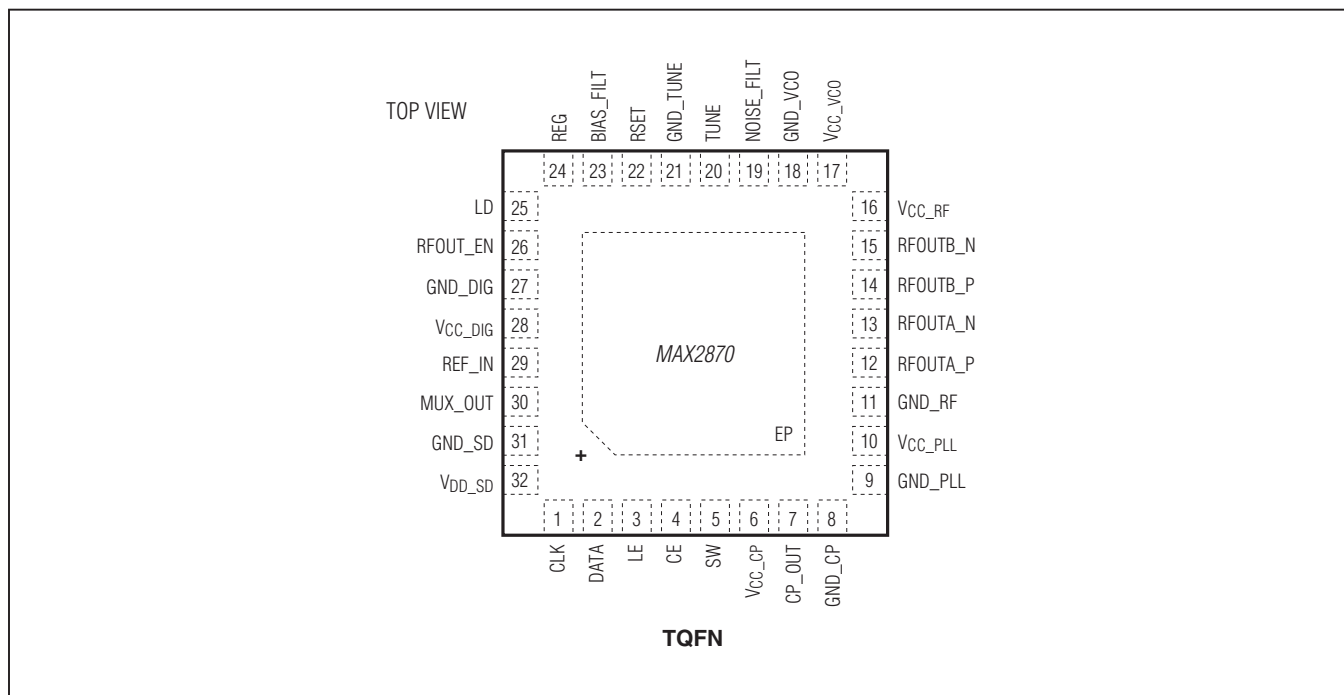 TOP VIEW
REG
BIAS_FILT
RSET
GND_TUNE
TUNE
NOISE_FILT
GND_VCO
VCC_VCO
24 23 22 21 20 19 18 17
LD 25
RFOUT_EN 26
GND_DIG 27
VCC_DIG 28
REF_IN 29
MUX_OUT 30
GND_SD 31
VDD_SD 32
16 VCC_RF
15 RFOUTB_N
14 RFOUTB_P
13 RFOUTA_N
12 RFOUTA_P
11 GND_RF
10 VCC_PLL
9 GND_PLL
MAX2870
EP
+
1 2 3 4 5 6 7 8
CLK
DATA
LE
CE
SW
VCC_CP
CP_OUT
GND_CP
TQFN